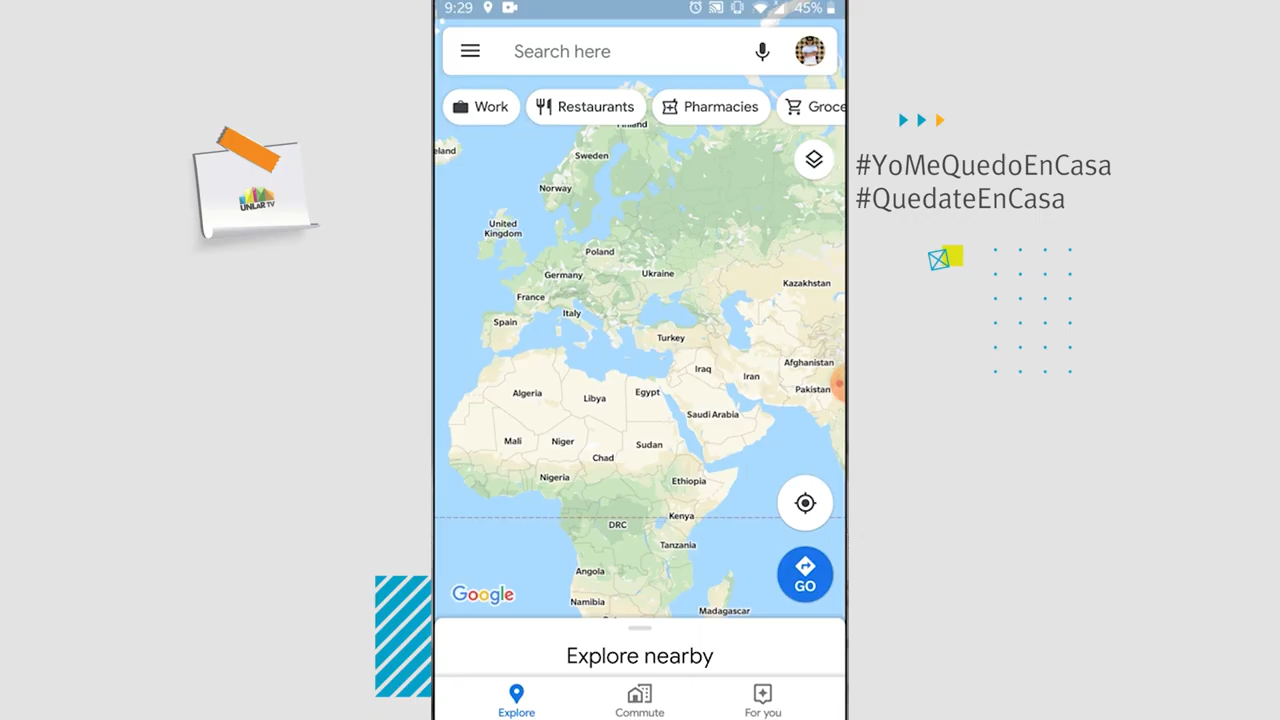 9:29
45%
Search here
Work
Restaurants
Pharmacies
Groce
Finland
eland
Sweden
Norway
United
Kingdom
Poland
Germany
Ukraine
Kazakhstan
France
Italy
Spain
Turkey
Afghanistan
Iraq
Iran
Pakistan
Algeria
Libya
Egypt
Saudi Arabia
Mali
Niger
Sudan
Chad
Nigeria
Ethiopia
DRC
Kenya
Tanzania
Angola
GO
Google
Namibia
Madagascar
Explore nearby
Explore
Commute
For you
UNLAR TV
#YoMeQuedoEnCasa
#QuedateEnCasa